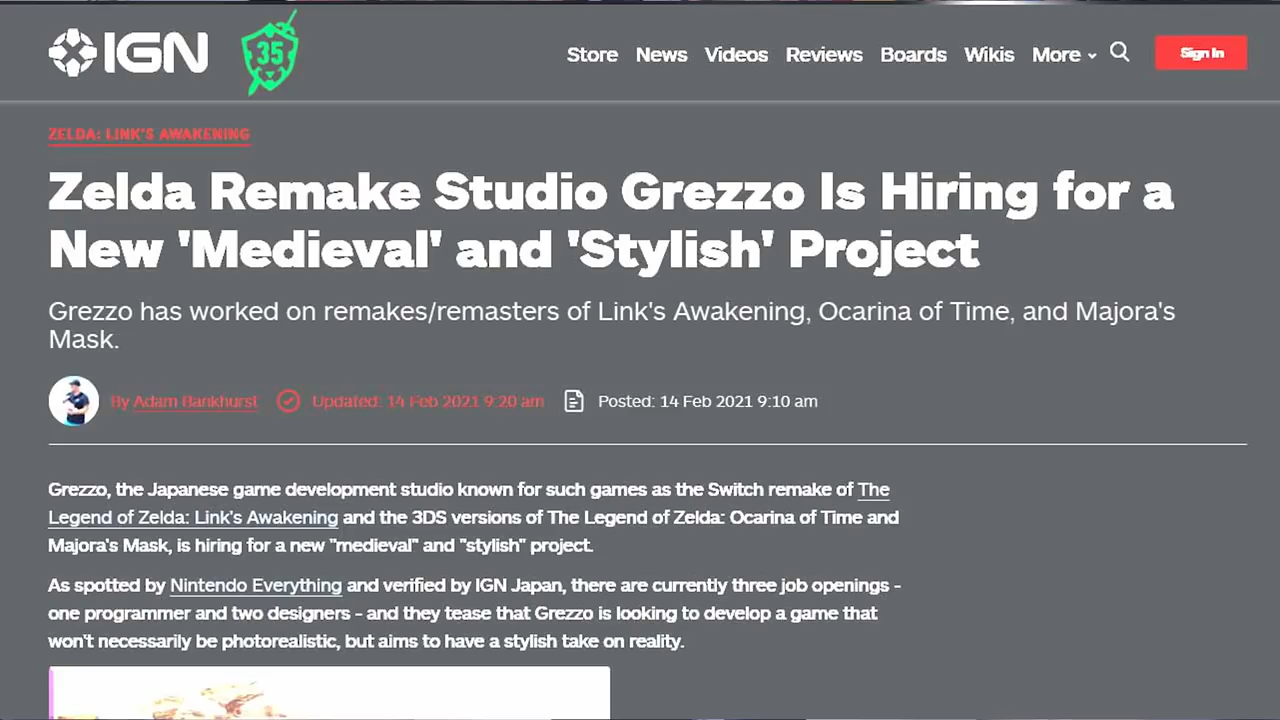 IGN
35
Store News Videos Reviews Boards Wikis More Sign In
ZELDA: LINK'S AWAKENING
Zelda Remake Studio Grezzo Is Hiring for a
New 'Medieval' and 'Stylish' Project
Grezzo has worked on remakes/remasters of Link's Awakening, Ocarina of Time, and Majora's
Mask.
By Adam Bankhurst Updated: 14 Feb 2021 9:20 am Posted: 14 Feb 2021 9:10 am
Grezzo, the Japanese game development studio known for such games as the Switch remake of The
Legend of Zelda: Link's Awakening and the 3DS versions of The Legend of Zelda: Ocarina of Time and
Majora's Mask, is hiring for a new "medieval" and "stylish" project.
As spotted by Nintendo Everything and verified by IGN Japan, there are currently three job openings -
one programmer and two designers - and they tease that Grezzo is looking to develop a game that
won't necessarily be photorealistic, but aims to have a stylish take on reality.